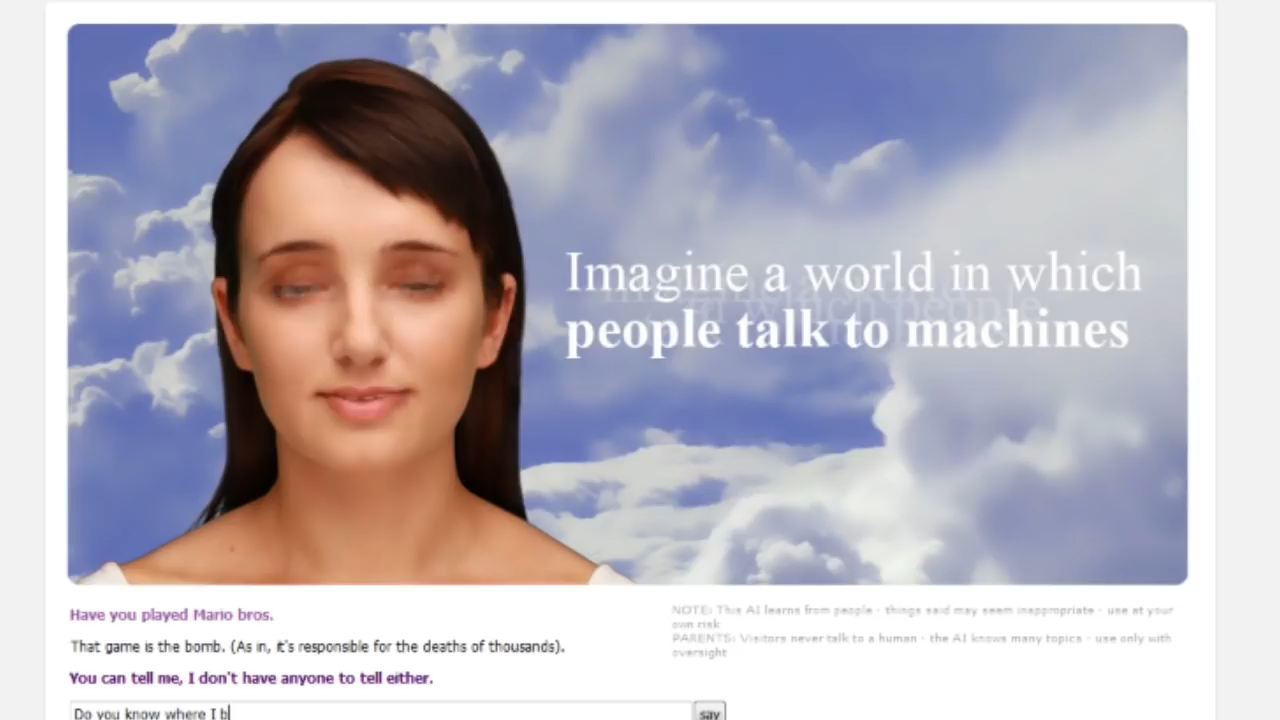 Imagine a world in which
people talk to machines
Have you played Mario bros.
That game is the bomb. (As in, it's responsible for the deaths of thousands).
You can tell me, I don't have anyone to tell either.
Do you know where I b
say
NOTE: This AI learns from people - things said may seem inappropriate - use at your
own risk
PARENTS: Visitors never talk to a human - the AI knows many topics - use only with
oversight